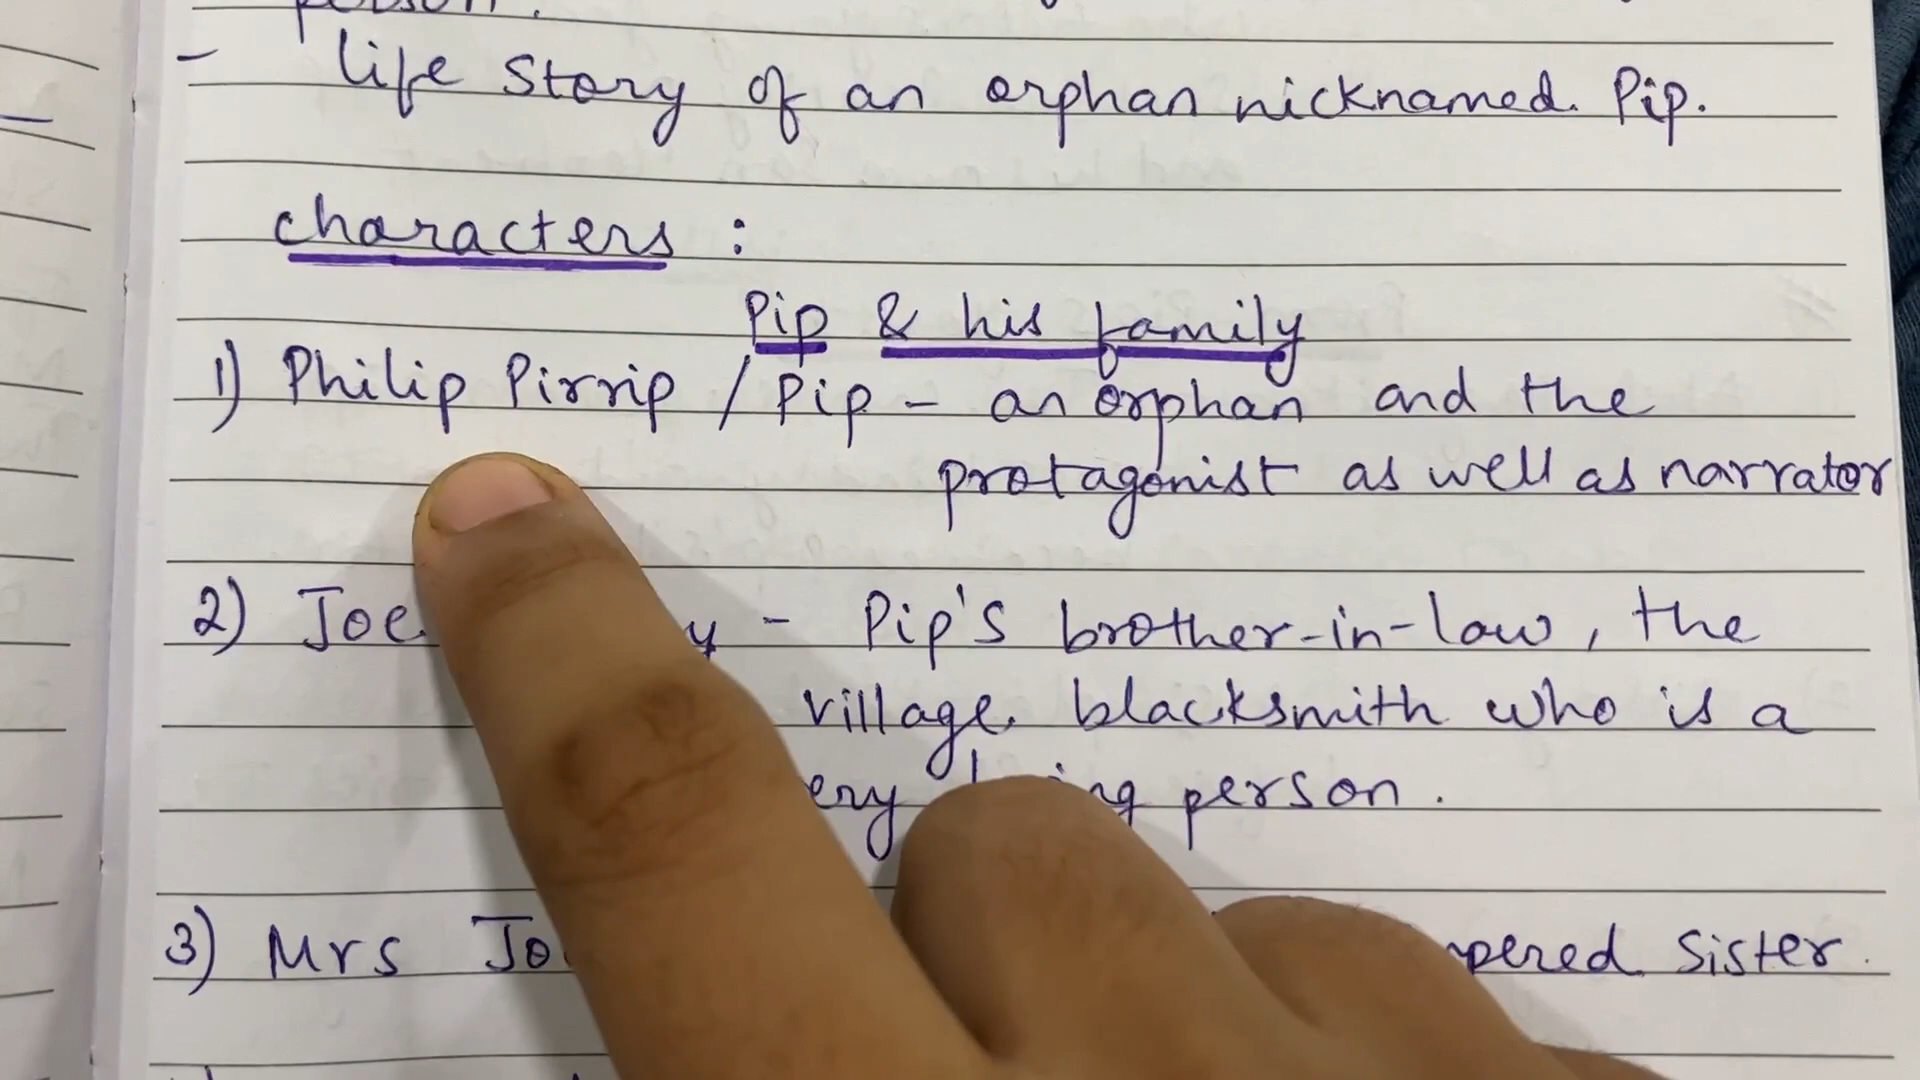 person.
- life story of an orphan nicknamed Pip.
characters :
Pip & his family
1) Philip Pirrip / Pip - an orphan and the
protagonist as well as narrator
2) Joe - Pip's brother-in-law, the
village blacksmith who is a
person.
3) Mrs Sister.